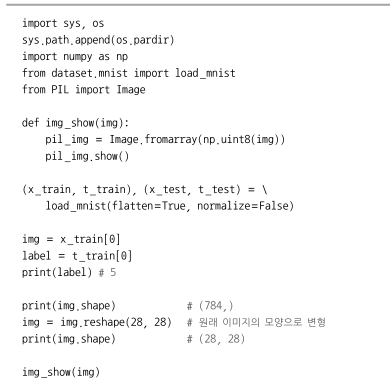 import sys, os
sys.path.append(os.pardir)
import numpy as np
from dataset.mnist import load_mnist
from PIL import Image
def img_show(img):
    pil_img = Image.fromarray(np.uint8(img))
    pil_img.show()
(x_train, t_train), (x_test, t_test) = \
    load_mnist(flatten=True, normalize=False)
img = x_train[0]
label = t_train[0]
print(label) # 5
print(img.shape)               # (784,)
img = img.reshape(28, 28)  # 원래 이미지의 모양으로 변형
print(img.shape)               # (28, 28)
img_show(img)